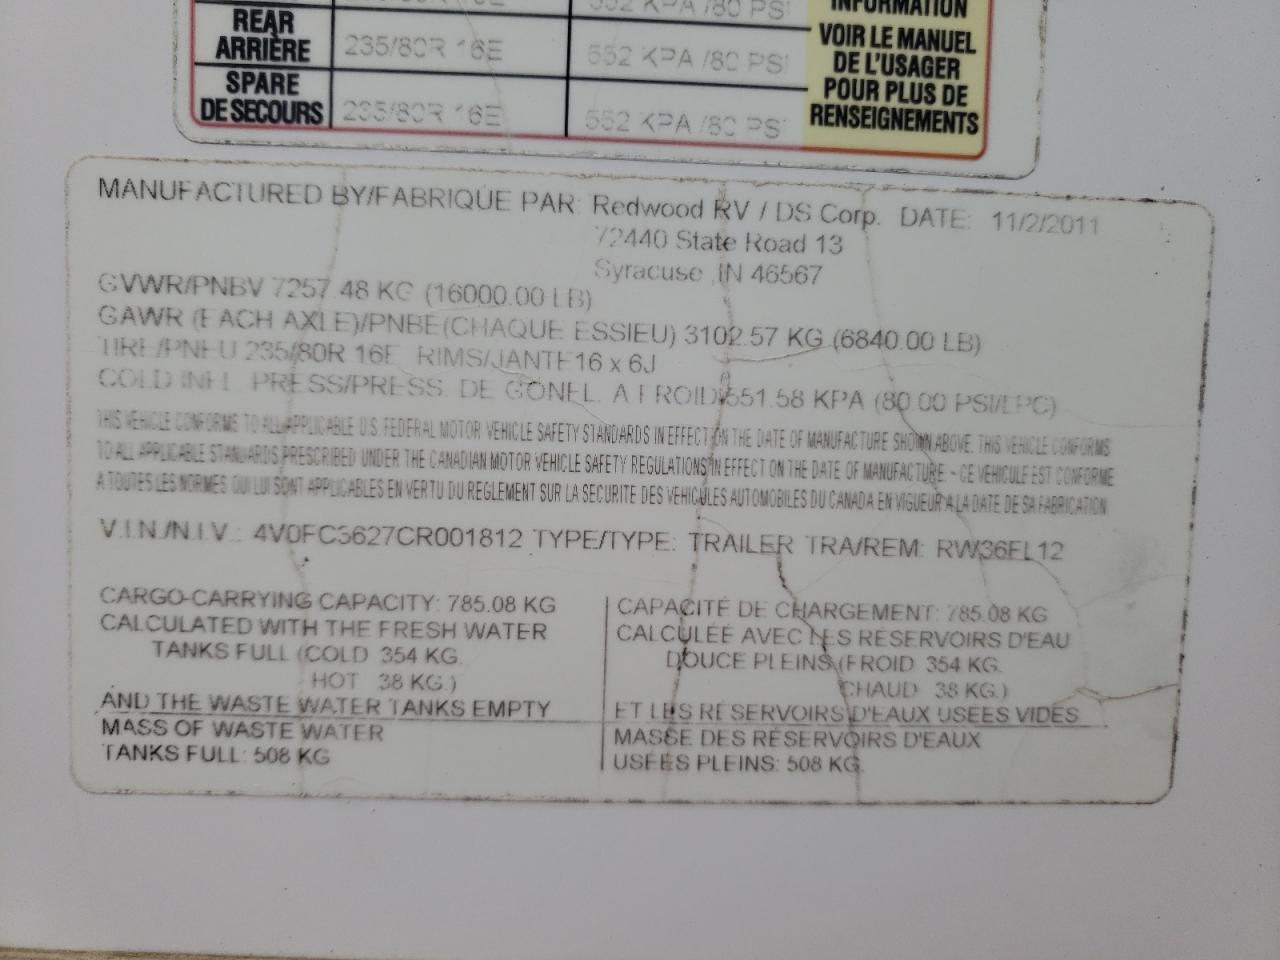 235/80R 16E 552 KPA /80 PSI INFORMATION
REAR
ARRIÈRE 235/80R 16E 552 KPA /80 PSI VOIR LE MANUEL
DE L'USAGER
SPARE
DE SECOURS 235/80R 16E 552 KPA /80 PSI POUR PLUS DE
RENSEIGNEMENTS
MANUFACTURED BY/FABRIQUE PAR: Redwood RV / DS Corp. DATE: 11/2/2011
72440 State Road 13
Syracuse ,IN 46567
GVWR/PNBV 7257.48 KG (16000.00 LB)
GAWR (EACH AXLE)/PNBE(CHAQUE ESSIEU) 3102.57 KG (6840.00 LB)
TIRE/PNEU 235/80R 16E RIMS/JANTE16 x 6J
COLD INFL. PRESS/PRESS. DE GONFL. A FROID 551.58 KPA (80.00 PSI/LPC)
THIS VEHICLE CONFORMS TO ALL APPLICABLE U.S. FEDERAL MOTOR VEHICLE SAFETY STANDARDS IN EFFECT ON THE DATE OF MANUFACTURE SHOWN ABOVE. THIS VEHICLE CONFORMS
TO ALL APPLICABLE STANDARDS PRESCRIBED UNDER THE CANADIAN MOTOR VEHICLE SAFETY REGULATIONS IN EFFECT ON THE DATE OF MANUFACTURE. - CE VEHICULE EST CONFORME
A TOUTES LES NORMES QUI LUI SONT APPLICABLES EN VERTU DU REGLEMENT SUR LA SECURITE DES VEHICULES AUTOMOBILES DU CANADA EN VIGUEUR A LA DATE DE SA FABRICATION
V.I.N./N.I.V.: 4V0FC3627CR001812 TYPE/TYPE: TRAILER TRA/REM: RW36FL12
CARGO-CARRYING CAPACITY: 785.08 KG
CALCULATED WITH THE FRESH WATER
TANKS FULL (COLD 354 KG.
HOT 38 KG.)
AND THE WASTE WATER TANKS EMPTY
MASS OF WASTE WATER
TANKS FULL: 508 KG
CAPACITÉ DE CHARGEMENT: 785.08 KG
CALCULÉE AVEC LES RÉSERVOIRS D'EAU
DOUCE PLEINS (FROID 354 KG.
CHAUD 38 KG.)
ET LES RÉSERVOIRS D'EAUX USÉES VIDES
MASSE DES RÉSERVOIRS D'EAUX
USÉES PLEINS: 508 KG.